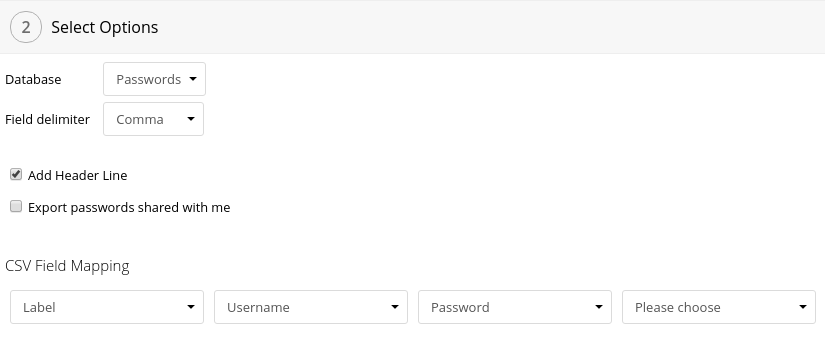 2 Select Options
Database Passwords
Field delimiter Comma
Add Header Line
Export passwords shared with me
CSV Field Mapping
Label Username Password Please choose